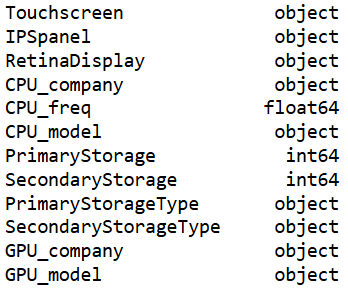 Touchscreen object
IPSpanel object
RetinaDisplay object
CPU_company object
CPU_freq float64
CPU_model object
PrimaryStorage int64
SecondaryStorage int64
PrimaryStorageType object
SecondaryStorageType object
GPU_company object
GPU_model object